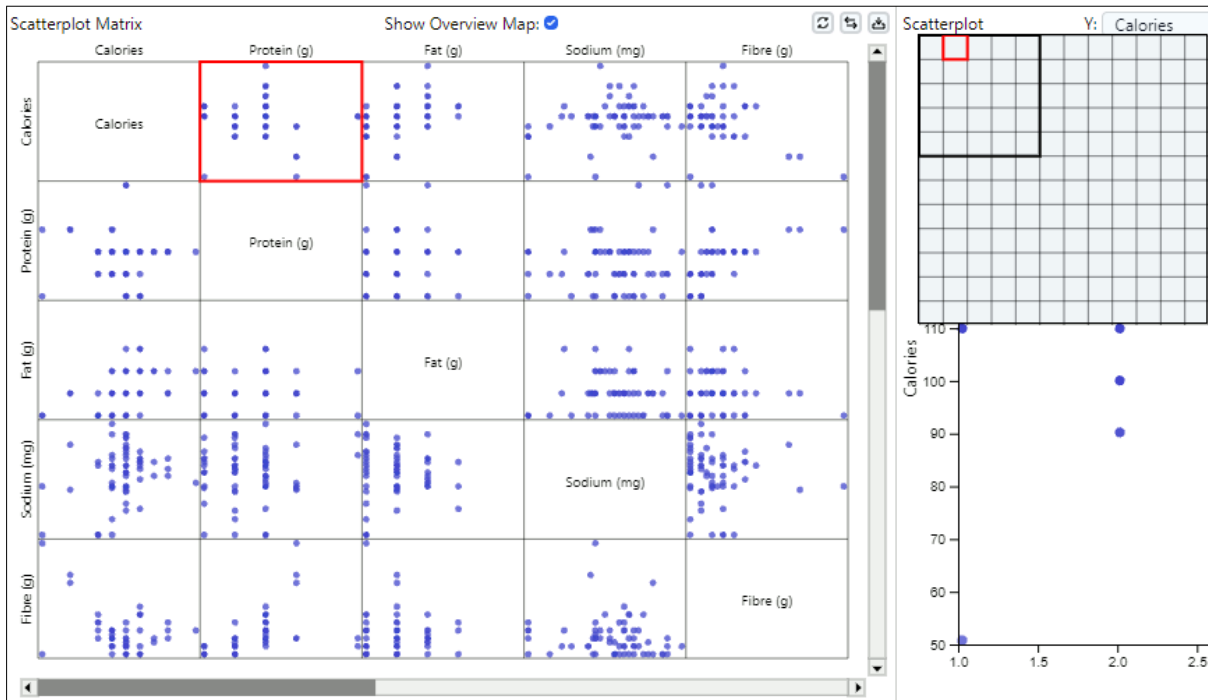 Scatterplot Matrix
Show Overview Map:
Scatterplot
Y: Calories
Calories
Protein (g)
Fat (g)
Sodium (mg)
Fibre (g)
Calories
Calories
Protein (g)
Protein (g)
Fat (g)
Fat (g)
Sodium (mg)
Sodium (mg)
Fibre (g)
Fibre (g)
Calories
110
100
90
80
70
60
50
1.0
1.5
2.0
2.5